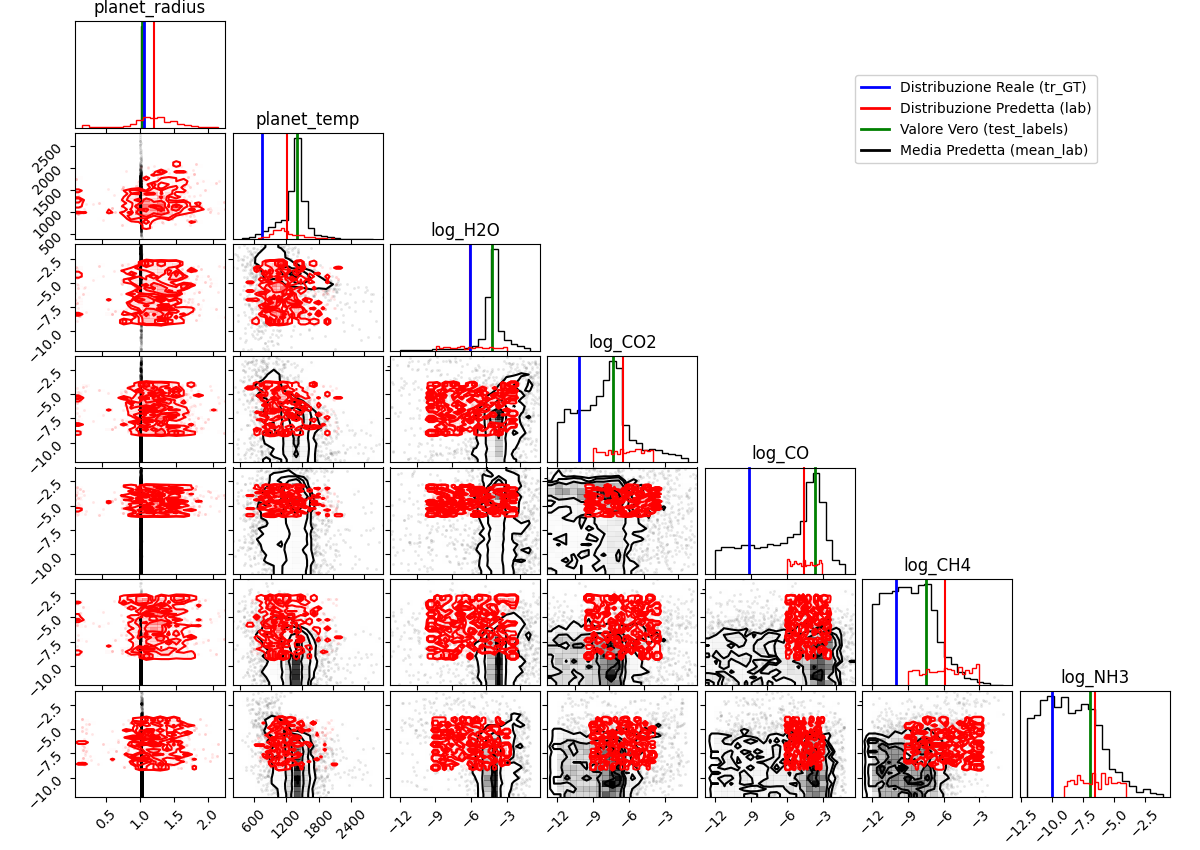 planet_radius
planet_temp
Distribuzione Reale (tr_GT)
Distribuzione Predetta (lab)
Valore Vero (test_labels)
Media Predetta (mean_lab)
2500
2000
1500
1000
500
log_H2O
−2.5
−5.0
−7.5
−10.0
log_CO2
−2.5
−5.0
−7.5
−10.0
log_CO
−2.5
−5.0
−7.5
−10.0
log_CH4
−2.5
−5.0
−7.5
−10.0
log_NH3
−2.5
−5.0
−7.5
−10.0
0.5 1.0 1.5 2.0 600 1200 1800 2400 −12 −9 −6 −3 −12 −9 −6 −3 −12 −9 −6 −3 −12 −9 −6 −3 −12.5 −10.0 −7.5 −5.0 −2.5